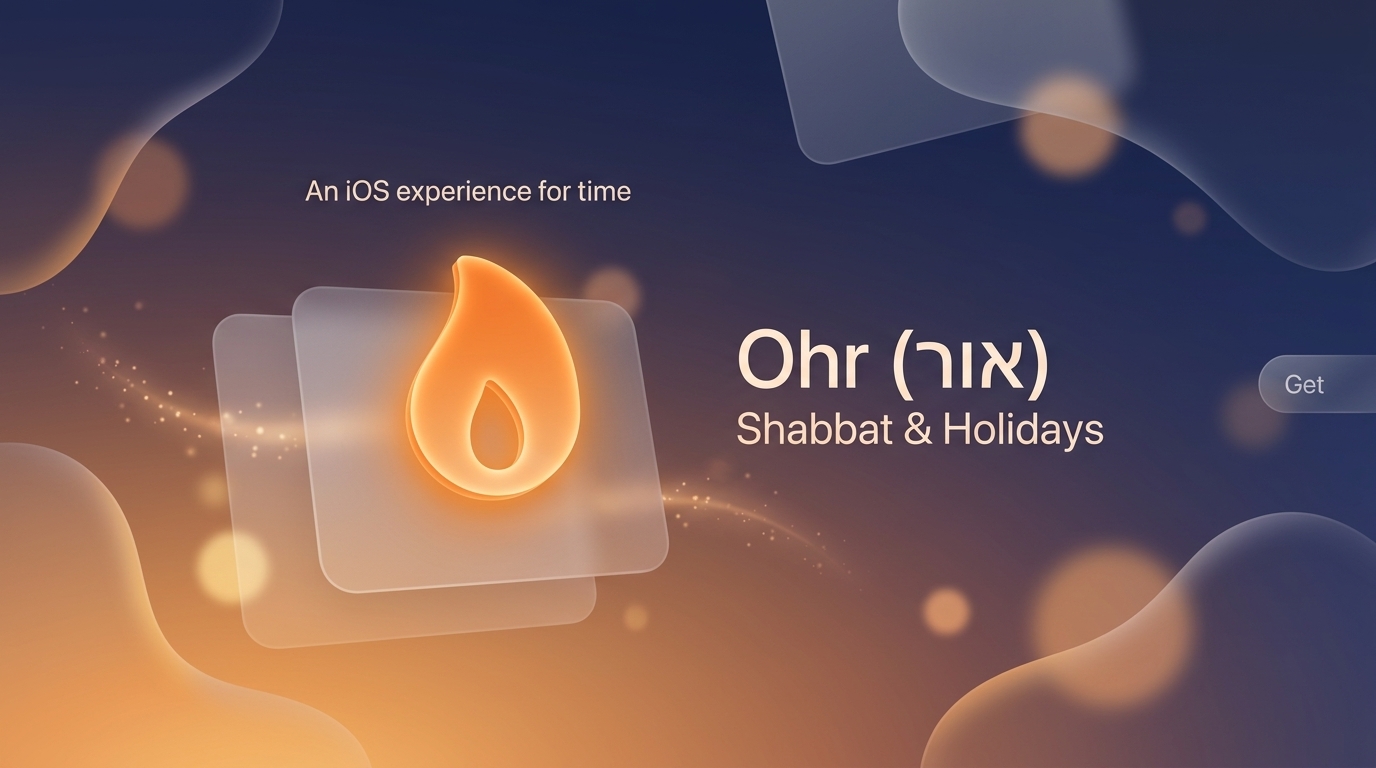 An iOS experience for time
Ohr (אור)
Shabbat & Holidays
Get